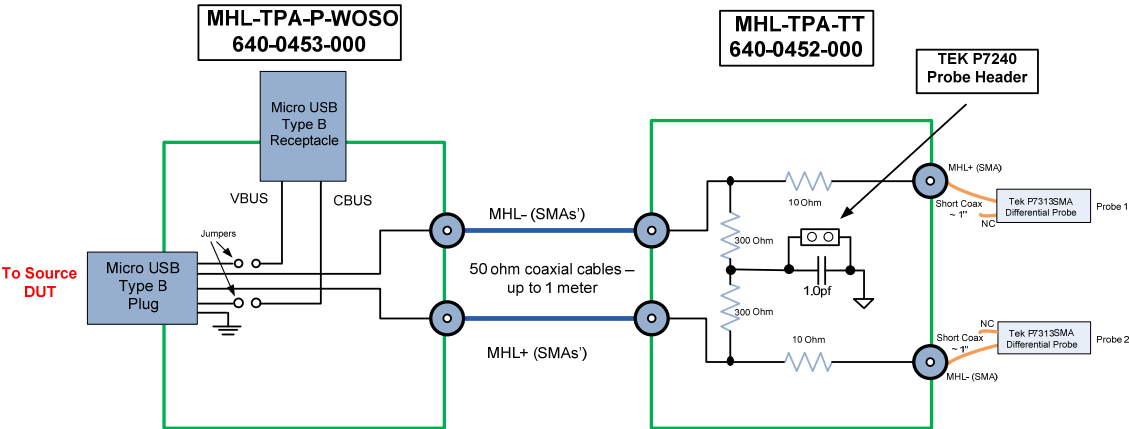 MHL-TPA-P-WOSO
640-0453-000
MHL-TPA-TT
640-0452-000
TEK P7240
Probe Header
Micro USB
Type B
Receptacle
VBUS
CBUS
Jumpers
To Source
DUT
Micro USB
Type B
Plug
MHL- (SMAs')
50 ohm coaxial cables –
up to 1 meter
MHL+ (SMAs')
10 Ohm
300 Ohm
1.0pf
300 Ohm
10 Ohm
MHL+ (SMA)
Short Coax
~ 1"
NC
Tek P7313SMA
Differential Probe
Probe 1
NC
Short Coax
~ 1"
Tek P7313SMA
Differential Probe
Probe 2
MHL- (SMA)